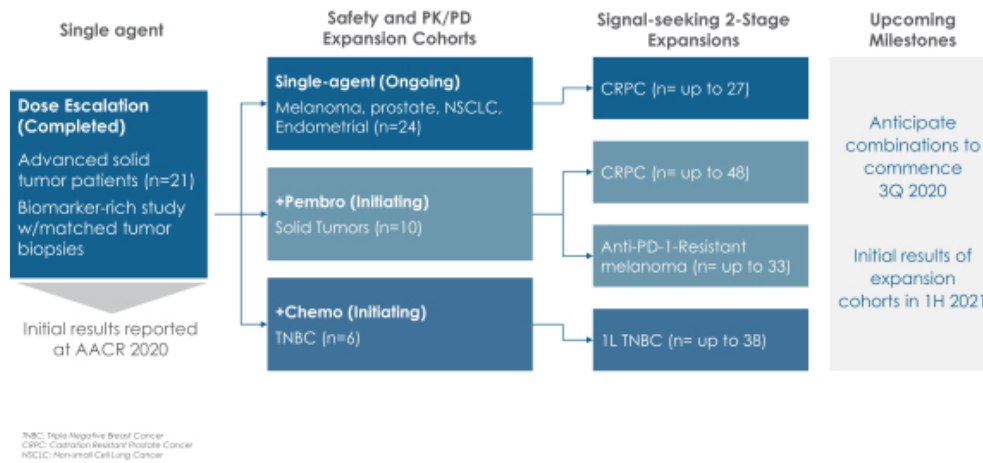 Single agent
Safety and PK/PD
Expansion Cohorts
Signal-seeking 2-Stage
Expansions
Upcoming
Milestones
Dose Escalation
(Completed)
Advanced solid
tumor patients (n=21)
Biomarker-rich study
w/matched tumor
biopsies
Initial results reported
at AACR 2020
Single-agent (Ongoing)
Melanoma, prostate, NSCLC,
Endometrial (n=24)
+Pembro (Initiating)
Solid Tumors (n=10)
+Chemo (Initiating)
TNBC (n=6)
CRPC (n= up to 27)
CRPC (n= up to 48)
Anti-PD-1-Resistant
melanoma (n= up to 33)
1L TNBC (n= up to 38)
Anticipate
combinations to
commence
3Q 2020
Initial results of
expansion
cohorts in 1H 2021
TNBC: Triple Negative Breast Cancer
CRPC: Castration Resistant Prostate Cancer
NSCLC: Non-small Cell Lung Cancer